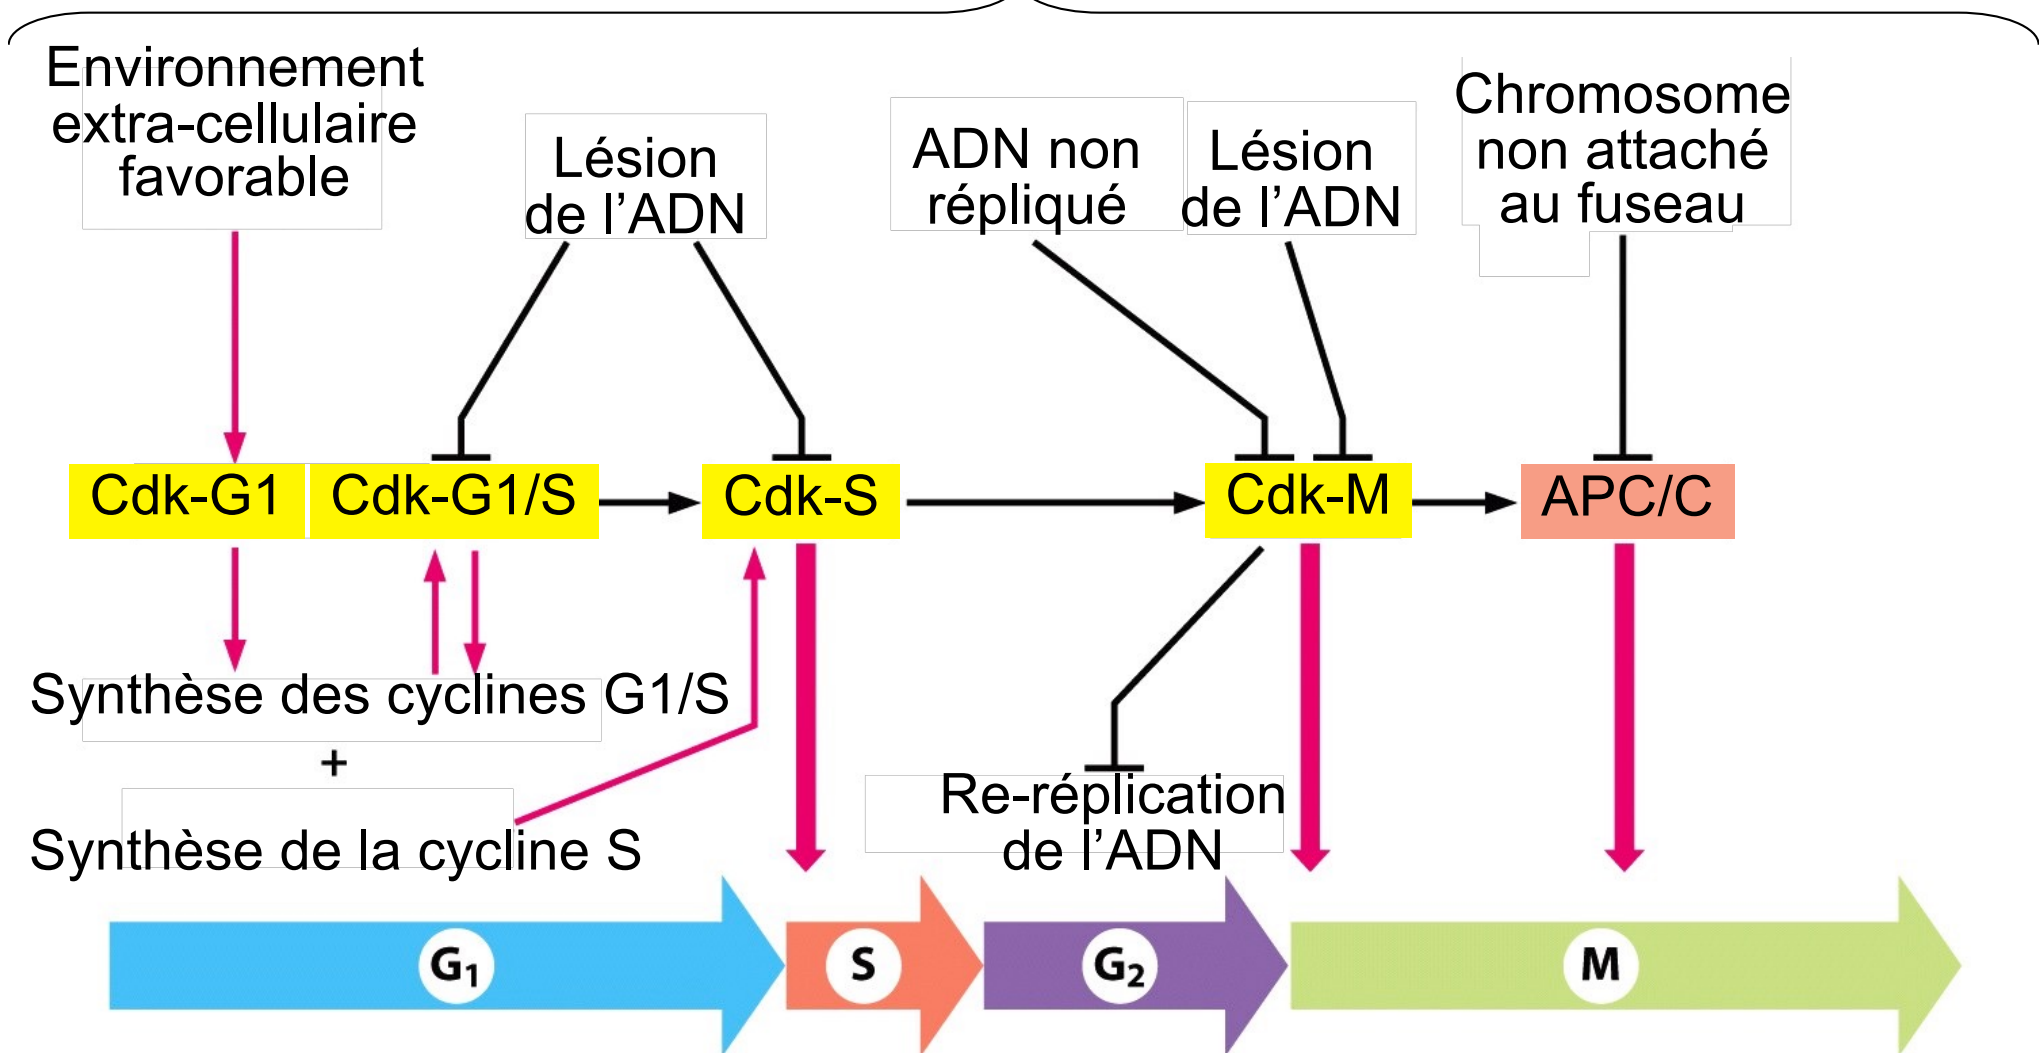 Environnement
extra-cellulaire
favorable
Lésion
de l’ADN
ADN non
répliqué
Lésion
de l’ADN
Chromosome
non attaché
au fuseau
Cdk-G1
Cdk-G1/S
Cdk-S
Cdk-M
APC/C
Synthèse des cyclines G1/S
+
Synthèse de la cycline S
Re-réplication
de l’ADN
G₁
S
G₂
M